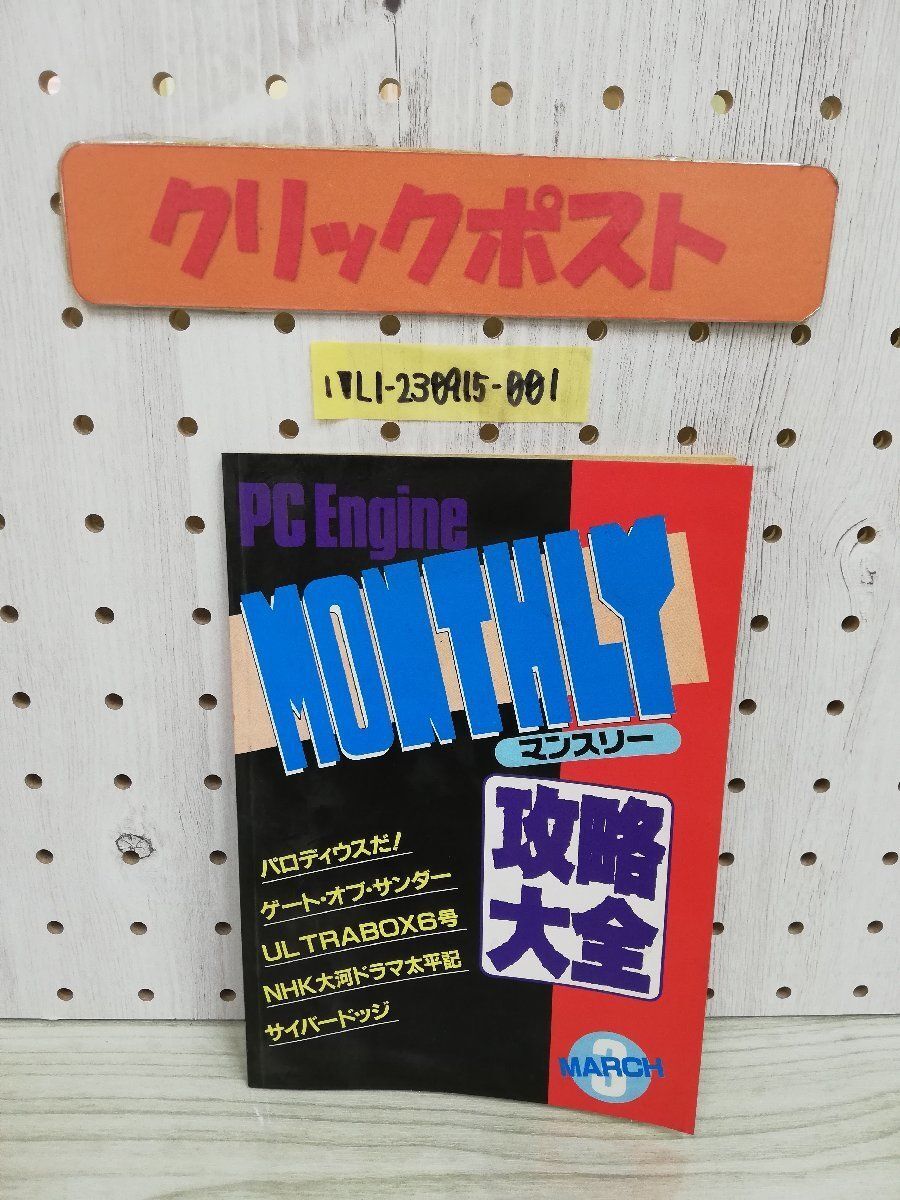 クリックポスト
1▼L1-230915-001
PC Engine
MONTHLY
マンスリー
攻略
大全
パロディウスだ!
ゲート・オブ・サンダー
ULTRABOX6号
NHK大河ドラマ太平記
サイバードッジ
3
MARCH